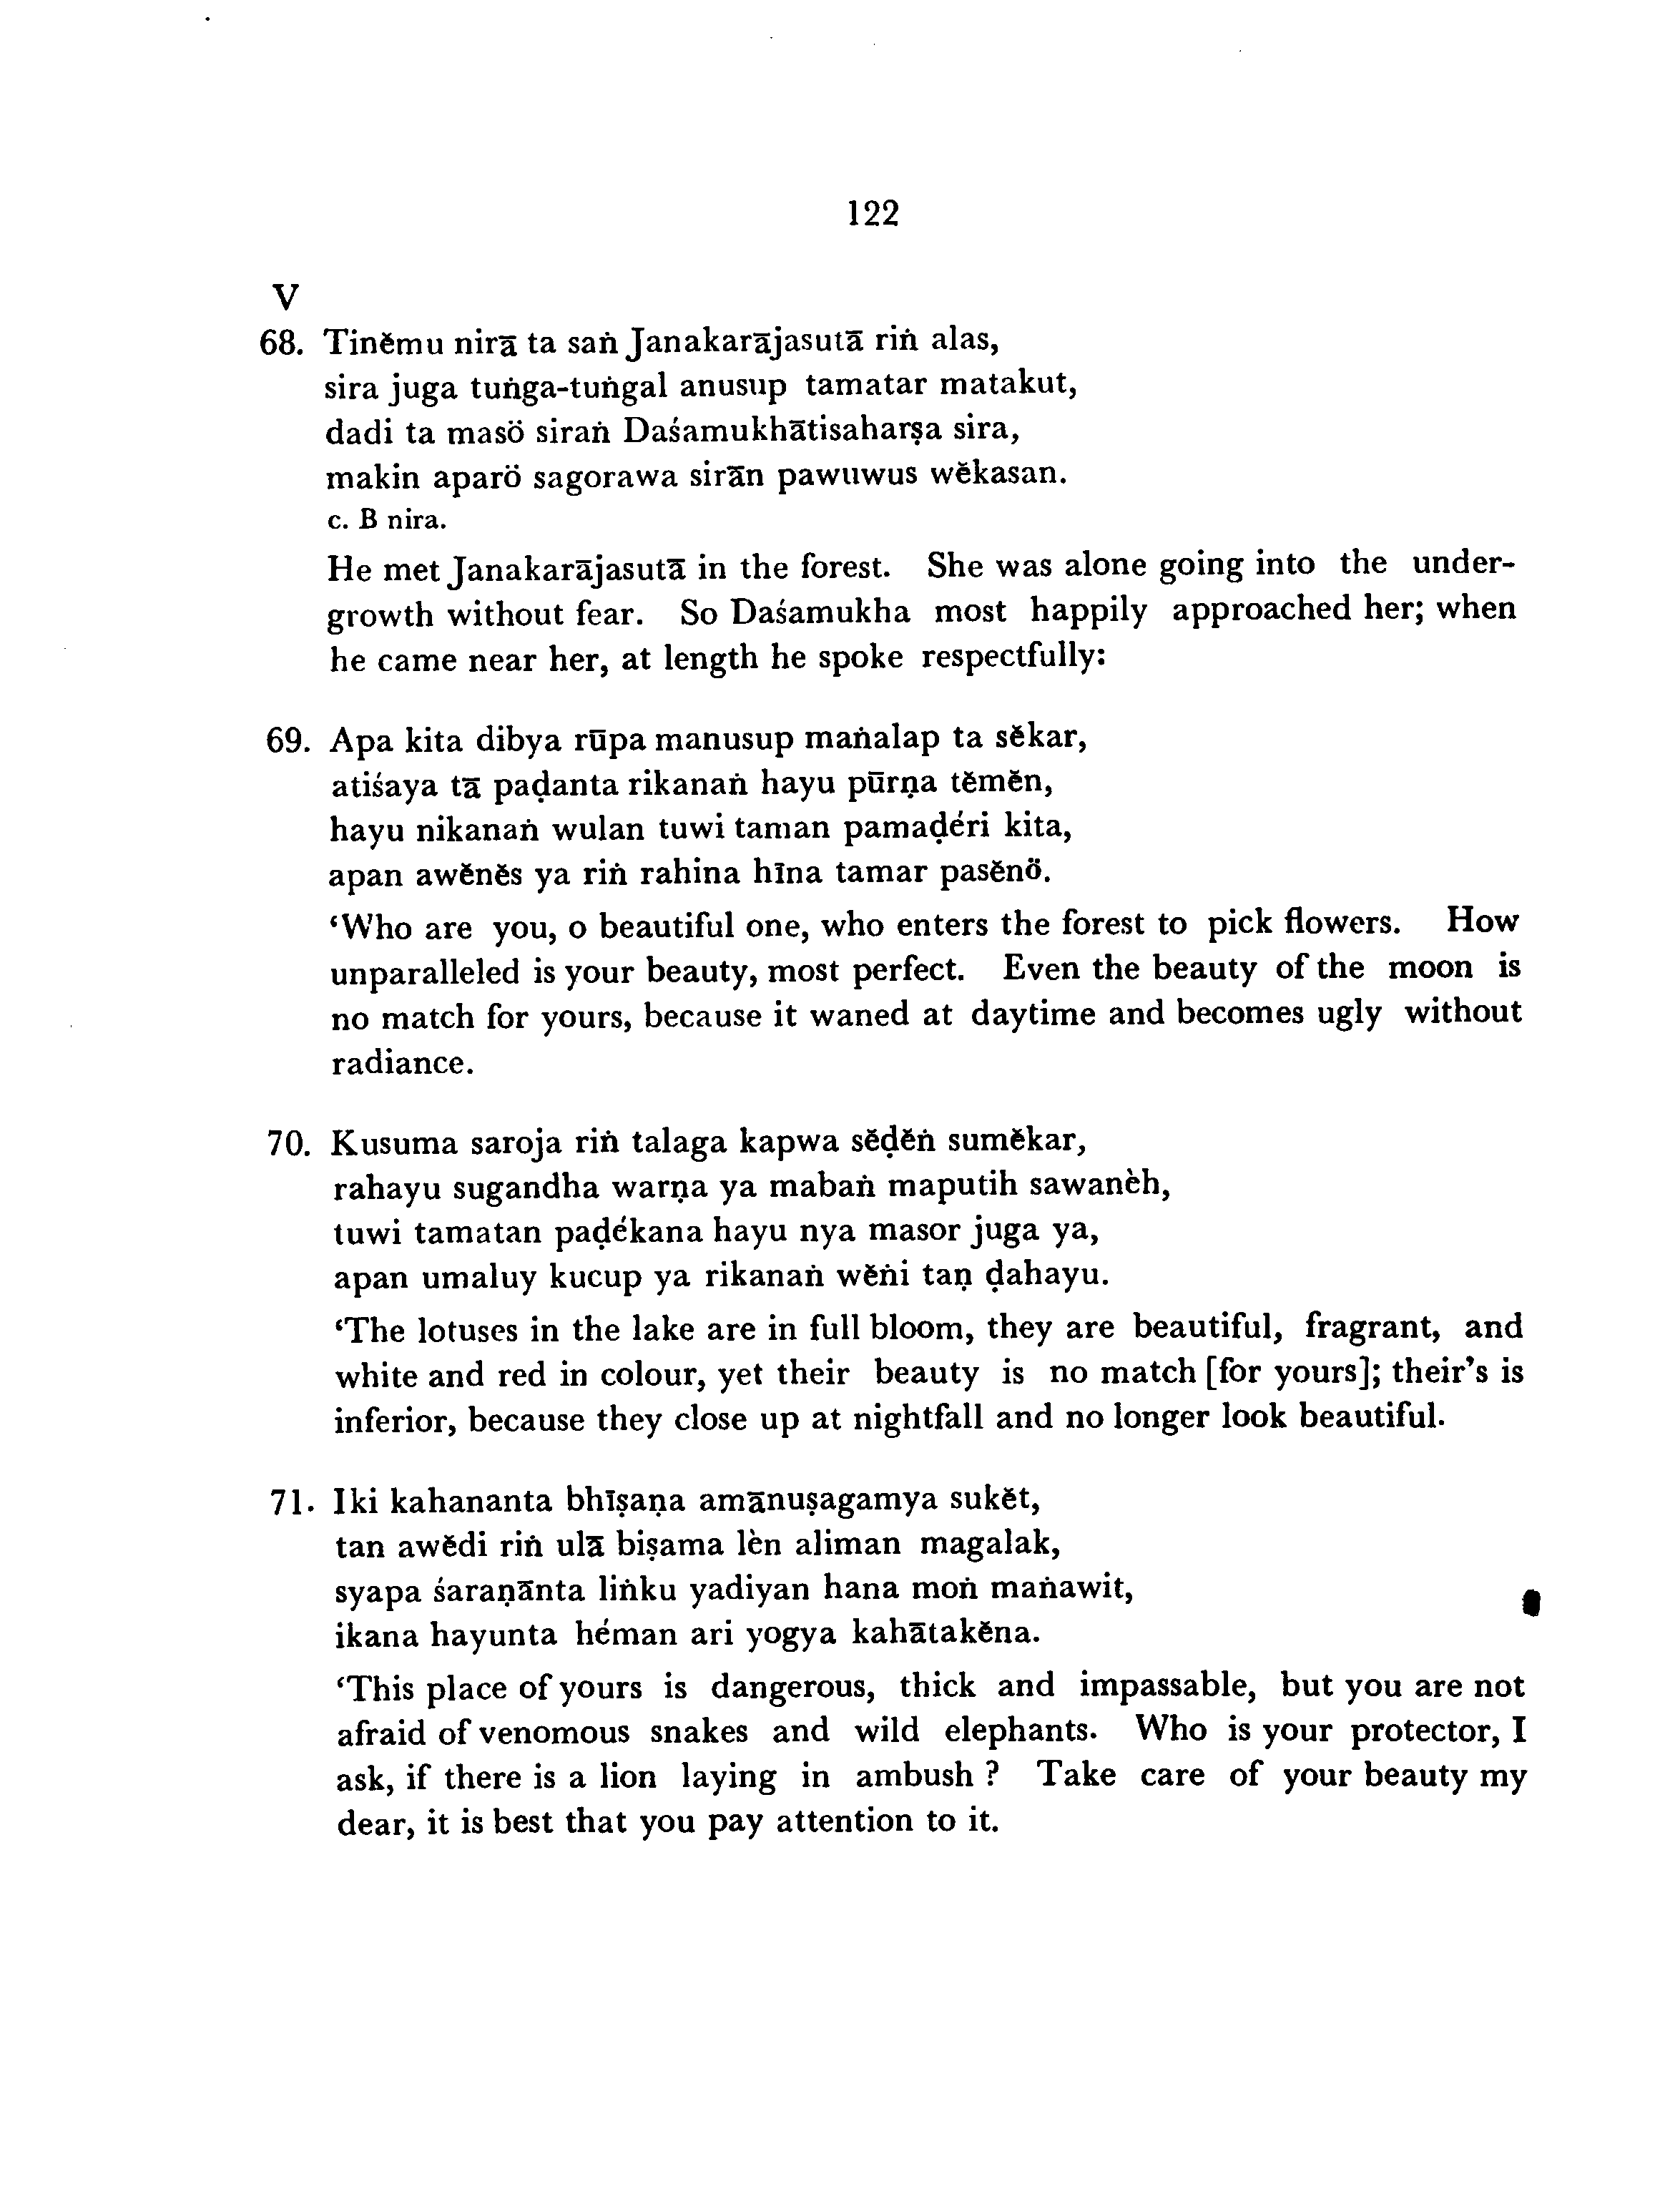 122
V
68. Tinĕmu nirā ta saṅ Janakarājasutā riṅ alas,
sira juga tuṅga-tuṅgal anusup tamatar matakut,
dadi ta masö siraṅ Daśamukhātisaharṣa sira,
makin aparö sagorawa sirān pawuwus wĕkasan.
c. B nira.
He met Janakarājasutā in the forest. She was alone going into the under-
growth without fear. So Daśamukha most happily approached her; when
he came near her, at length he spoke respectfully:
69. Apa kita dibya rūpa manusup maṅalap ta sĕkar,
atiśaya tā paḍanta rikanaṅ hayu pūrṇa tĕmĕn,
hayu nikanaṅ wulan tuwi taman pamaḍéri kita,
apan awĕnĕs ya riṅ rahina hīna tamar pasĕnö.
‘Who are you, o beautiful one, who enters the forest to pick flowers. How
unparalleled is your beauty, most perfect. Even the beauty of the moon is
no match for yours, because it waned at daytime and becomes ugly without
radiance.
70. Kusuma saroja riṅ talaga kapwa sĕḍĕṅ sumĕkar,
rahayu sugandha warṇa ya mabaṅ maputih sawanèh,
tuwi tamatan paḍékana hayu nya masor juga ya,
apan umaluy kucup ya rikanaṅ wĕṅi taṇ ḍahayu.
‘The lotuses in the lake are in full bloom, they are beautiful, fragrant, and
white and red in colour, yet their beauty is no match [for yours]; their’s is
inferior, because they close up at nightfall and no longer look beautiful.
71. Iki kahananta bhīṣaṇa amānuṣagamya sukĕt,
tan awĕdi riṅ ulā biṣama lèn aliman magalak,
syapa śaraṇānta liṅku yadiyan hana moṅ maṅawit,
ikana hayunta héman ari yogya kahātakĕna.
‘This place of yours is dangerous, thick and impassable, but you are not
afraid of venomous snakes and wild elephants. Who is your protector, I
ask, if there is a lion laying in ambush ? Take care of your beauty my
dear, it is best that you pay attention to it.